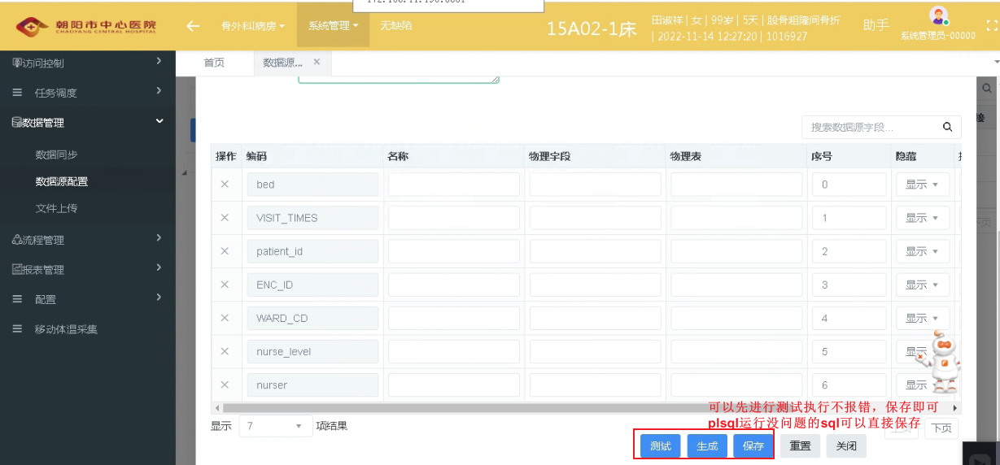 朝阳市中心医院
CHAOYANG CENTRAL HOSPITAL
骨外科I病房
系统管理
无缺陷
15A02-1床
田淑祥 | 女 | 99岁 | 5天 | 股骨粗隆间骨折
| 2022-11-14 12:27:20 | 1016927
助手
系统管理员-00000
访问控制
任务调度
数据管理
数据同步
数据源配置
文件上传
流程管理
报表管理
配置
移动体温采集
首页
数据源...
搜索数据源字段...
操作 编码 名称 物理字段 物理表 序号 隐藏
bed 0 显示
VISIT_TIMES 1 显示
patient_id 2 显示
ENC_ID 3 显示
WARD_CD 4 显示
nurse_level 5 显示
nurser 6 显示
可以先进行测试执行不报错，保存即可
plsql运行没问题的sql可以直接保存
显示 7 项结果
下页
测试 生成 保存 重置 关闭